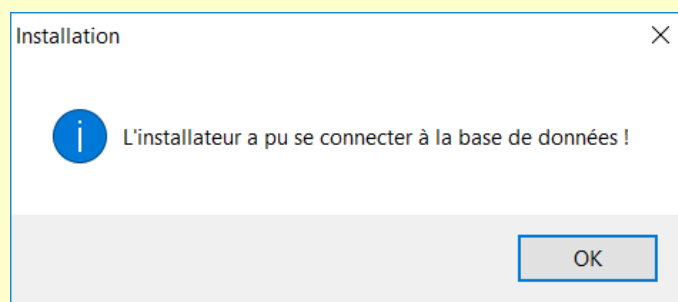 Installation
L'installateur a pu se connecter à la base de données !
OK